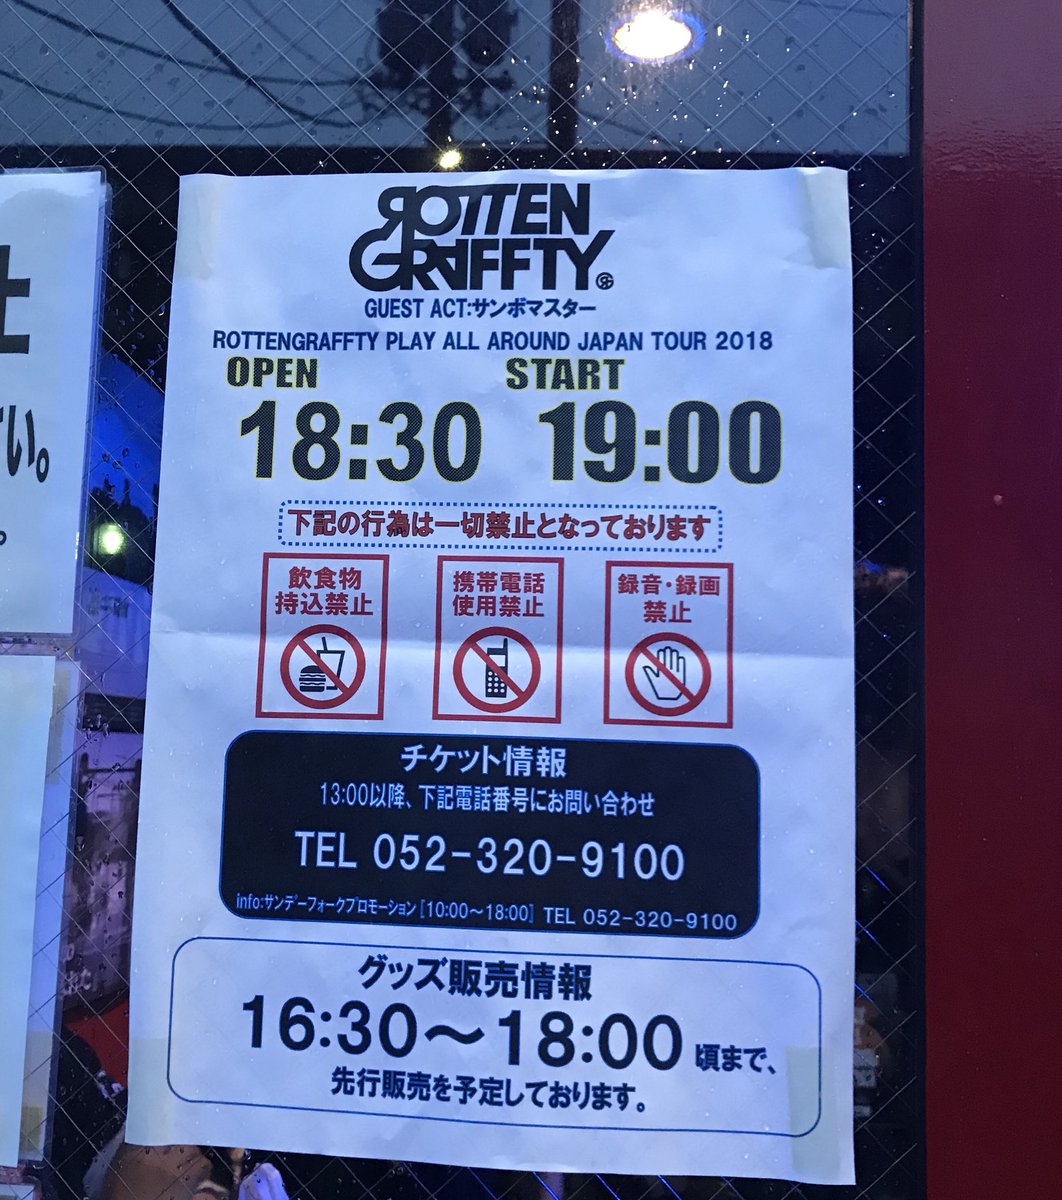 ROTTEN
GRAFFTY
GUEST ACT:サンボマスター
ROTTENGRAFFTY PLAY ALL AROUND JAPAN TOUR 2018
OPEN START
18:30 19:00
下記の行為は一切禁止となっております
飲食物
持込禁止
携帯電話
使用禁止
録音・録画
禁止
チケット情報
13:00以降、下記電話番号にお問い合わせ
TEL 052-320-9100
info:サンデーフォークプロモーション [10:00〜18:00] TEL 052-320-9100
グッズ販売情報
16:30〜18:00頃まで、
先行販売を予定しております。